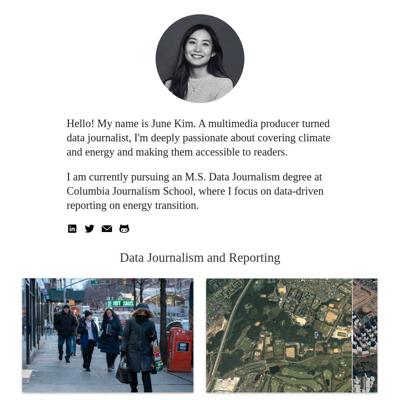 Hello! My name is June Kim. A multimedia producer turned
data journalist, I'm deeply passionate about covering climate
and energy and making them accessible to readers.
I am currently pursuing an M.S. Data Journalism degree at
Columbia Journalism School, where I focus on data-driven
reporting on energy transition.
Data Journalism and Reporting